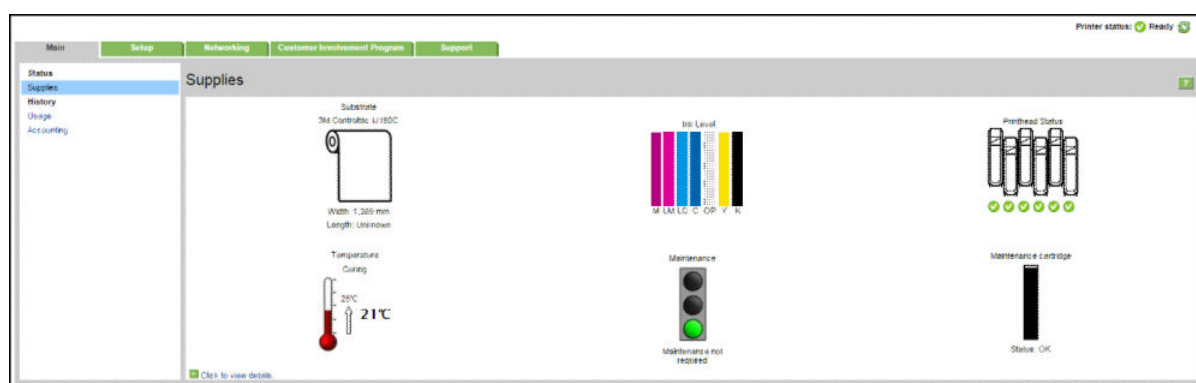 Printer status: Ready
Main Setup Networking Customer Involvement Program Support
Status
Supplies
History
Usage
Accounting
Supplies
?
Substrate
3M Controltac IJ180C
Width: 1,369 mm
Length: Unknown
Ink Level
M LM LC C OP Y K
Printhead Status
Temperature
Curing
25°C
21°C
Maintenance
Maintenance not
required
Maintenance cartridge
Status: OK
Click to view details.